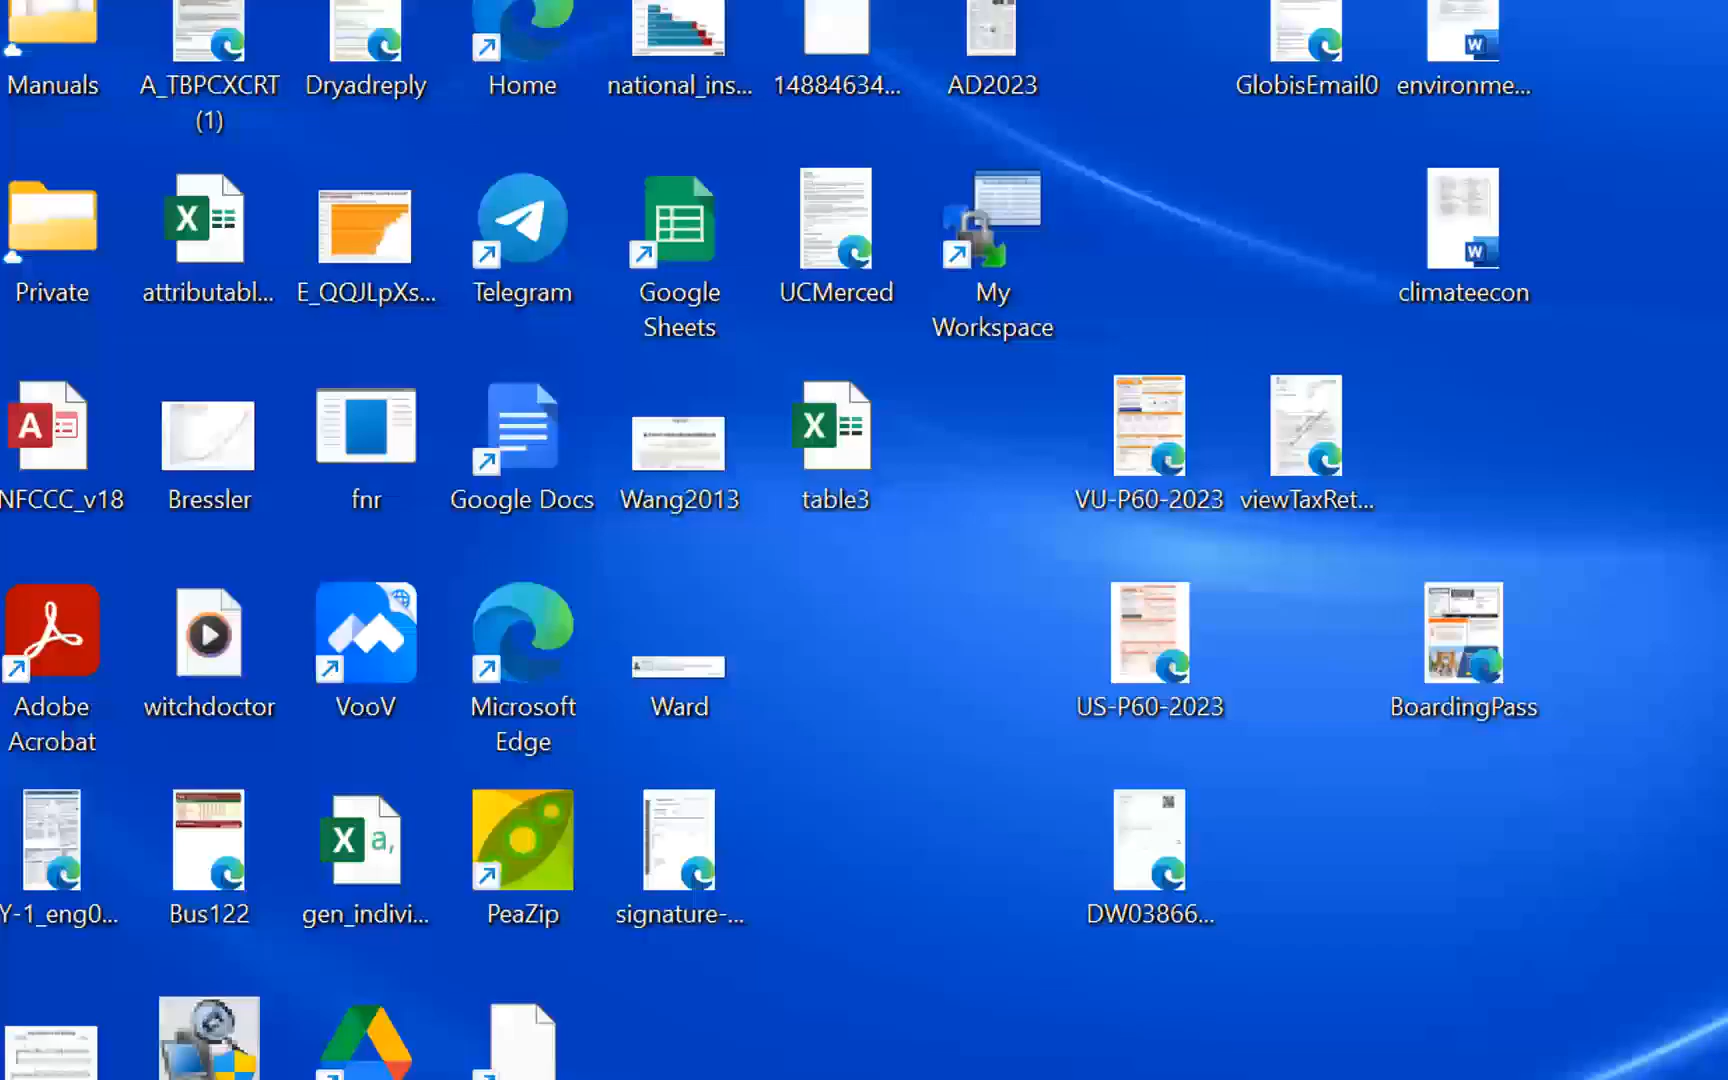 Manuals
A_TBPCXCRT
(1)
Dryadreply
Home
national_ins...
14884634...
AD2023
GlobisEmail0
environme...
Private
attributabl...
E_QQJLpXs...
Telegram
Google
Sheets
UCMerced
My
Workspace
climateecon
NFCCC_v18
Bressler
fnr
Google Docs
Wang2013
table3
VU-P60-2023
viewTaxRet...
Adobe
Acrobat
witchdoctor
VooV
Microsoft
Edge
Ward
US-P60-2023
BoardingPass
Y-1_eng0...
Bus122
gen_indivi...
PeaZip
signature-...
DW03866...